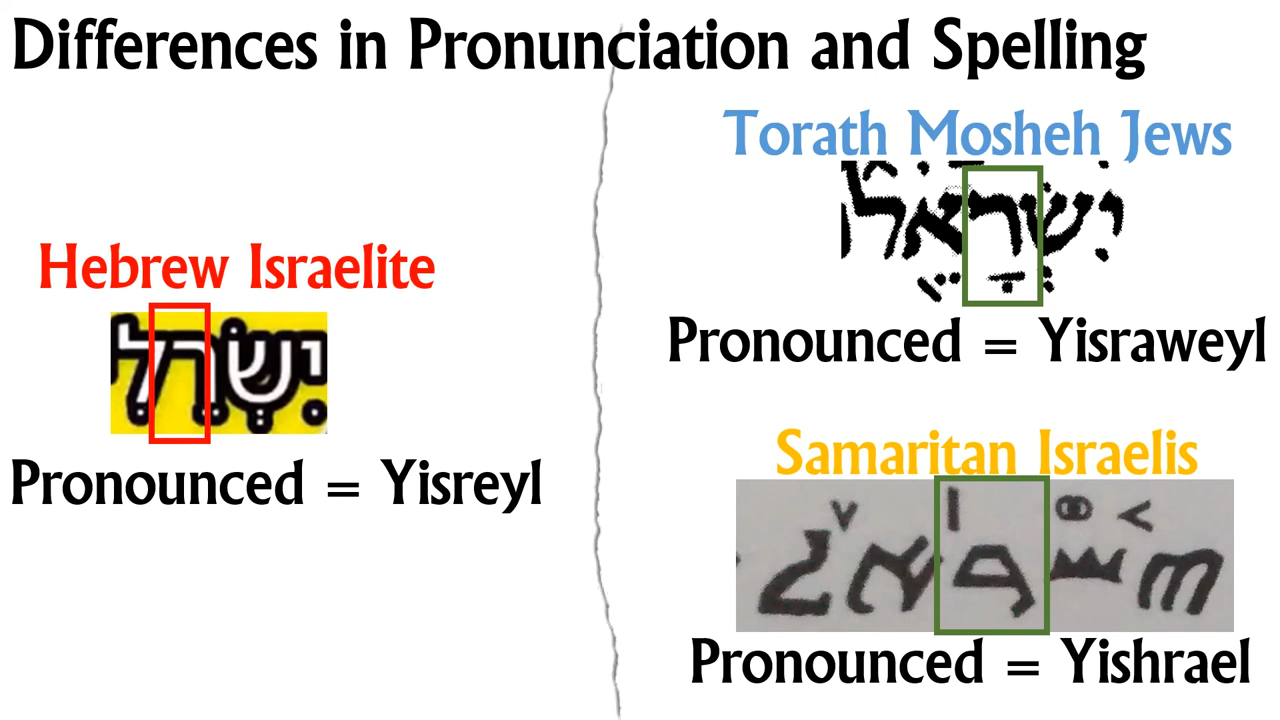 Differences in Pronunciation and Spelling
Hebrew Israelite
יִשְׂרֵל
Pronounced = Yisreyl
Torath Mosheh Jews
יִשְׂרָאֵל
Pronounced = Yisraweyl
Samaritan Israelis
ࠉࠔࠓࠀࠋ
Pronounced = Yishrael